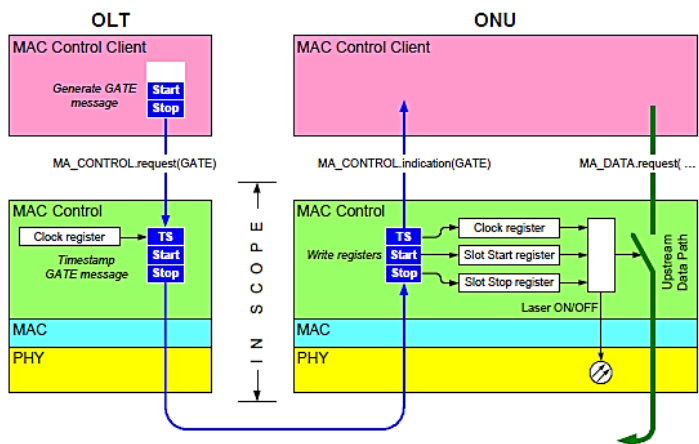 OLT
ONU
MAC Control Client
Generate GATE
message
Start
Stop
MAC Control Client
MA_CONTROL.request(GATE)
MA_CONTROL.indication(GATE)
MA_DATA.request( ...
IN SCOPE
MAC Control
Clock register
Timestamp
GATE message
TS
Start
Stop
MAC
PHY
MAC Control
Write registers
TS
Start
Stop
Clock register
Slot Start register
Slot Stop register
Laser ON/OFF
Upstream
Data Path
MAC
PHY